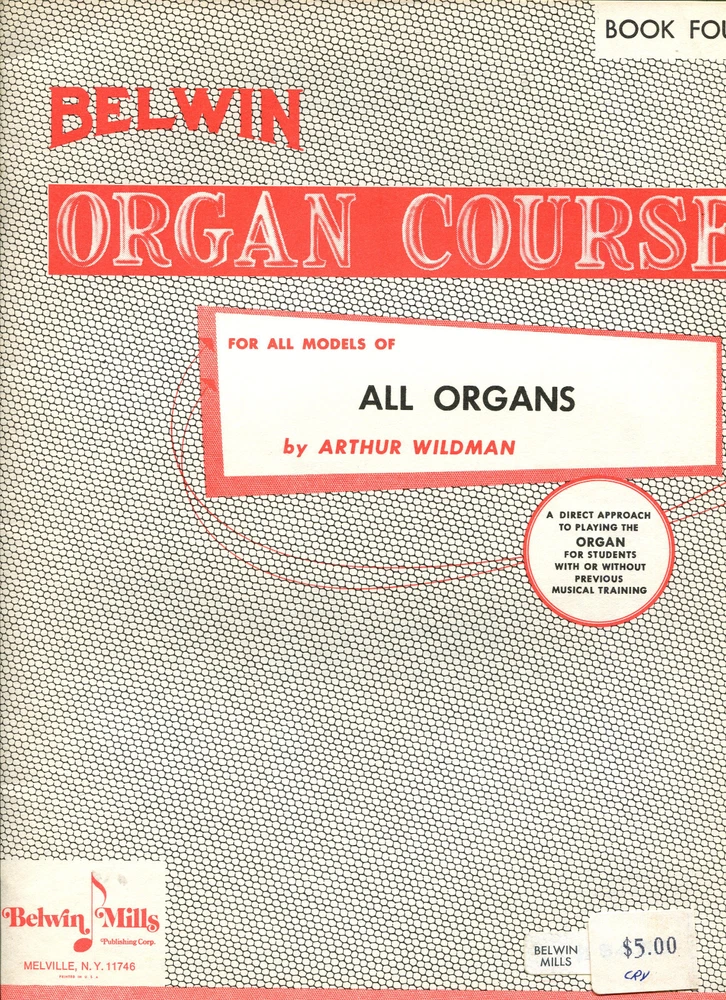 BOOK FOU
BELWIN
ORGAN COURSE
FOR ALL MODELS OF
ALL ORGANS
by ARTHUR WILDMAN
A DIRECT APPROACH
TO PLAYING THE
ORGAN
FOR STUDENTS
WITH OR WITHOUT
PREVIOUS
MUSICAL TRAINING
Belwin Mills
Publishing Corp.
MELVILLE, N.Y. 11746
PRINTED IN U.S.A.
BELWIN
MILLS
$5.00